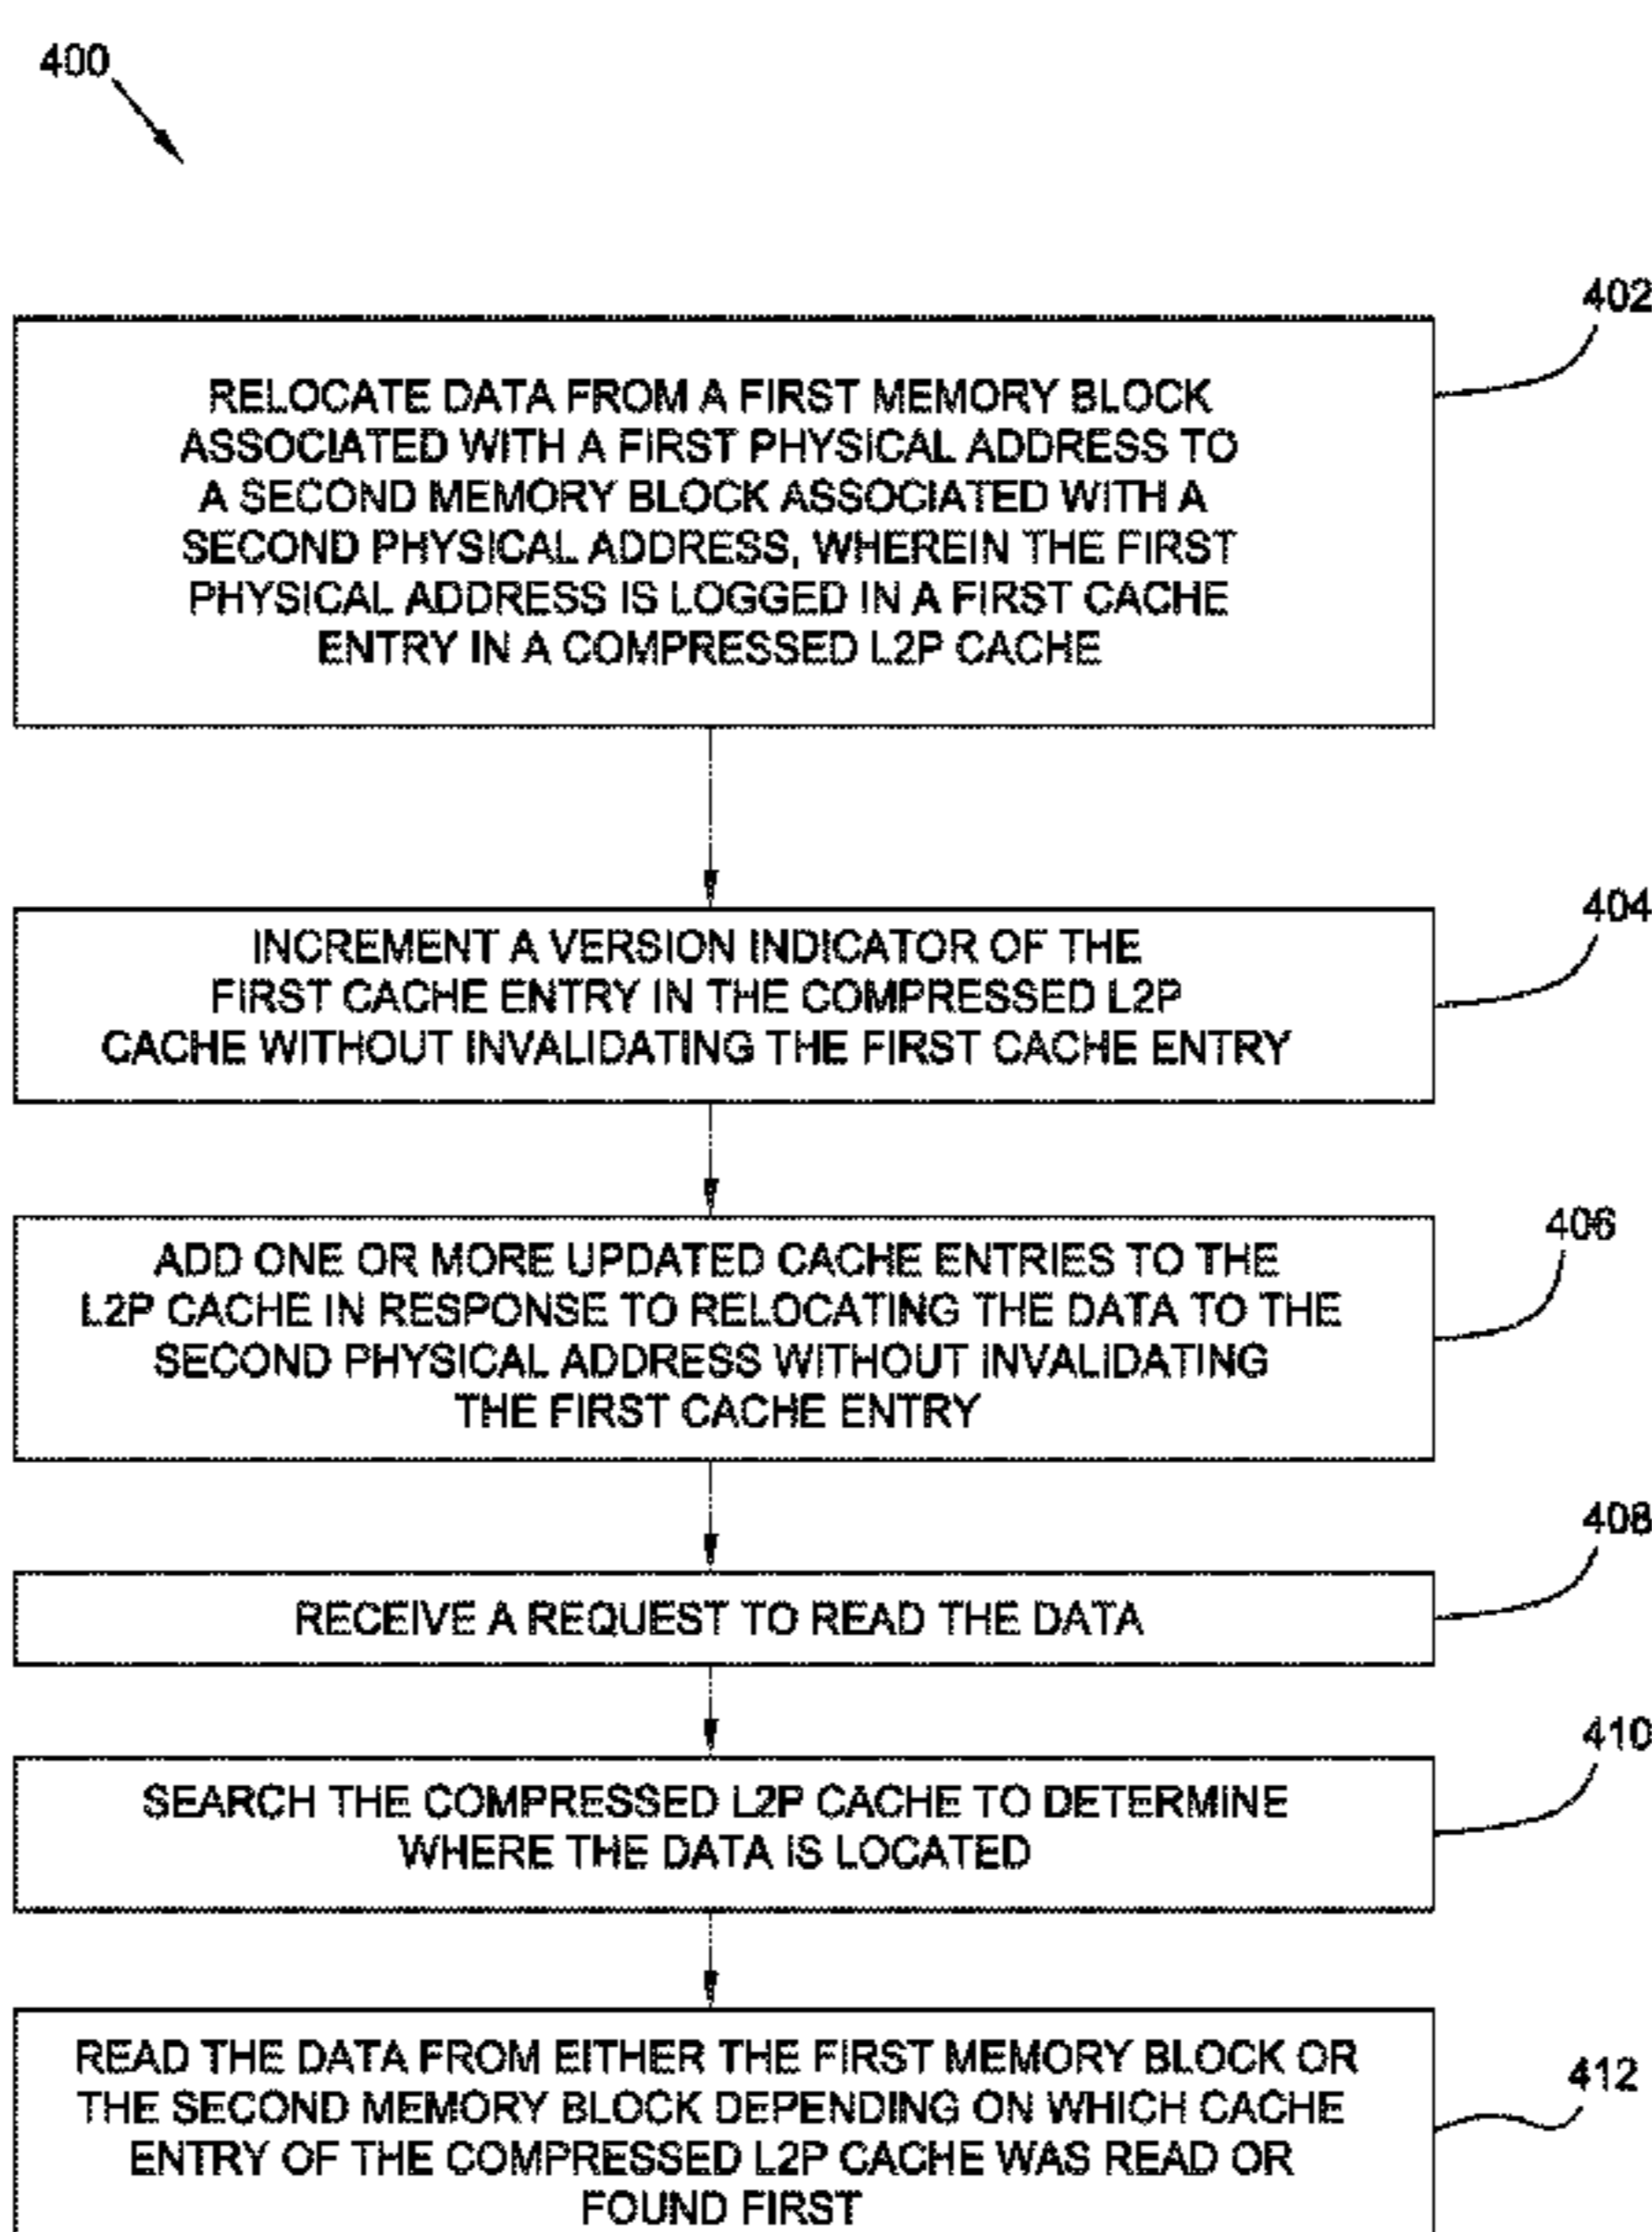 400
402
RELOCATE DATA FROM A FIRST MEMORY BLOCK
ASSOCIATED WITH A FIRST PHYSICAL ADDRESS TO
A SECOND MEMORY BLOCK ASSOCIATED WITH A
SECOND PHYSICAL ADDRESS, WHEREIN THE FIRST
PHYSICAL ADDRESS IS LOGGED IN A FIRST CACHE
ENTRY IN A COMPRESSED L2P CACHE
404
INCREMENT A VERSION INDICATOR OF THE
FIRST CACHE ENTRY IN THE COMPRESSED L2P
CACHE WITHOUT INVALIDATING THE FIRST CACHE ENTRY
406
ADD ONE OR MORE UPDATED CACHE ENTRIES TO THE
L2P CACHE IN RESPONSE TO RELOCATING THE DATA TO THE
SECOND PHYSICAL ADDRESS WITHOUT INVALIDATING
THE FIRST CACHE ENTRY
408
RECEIVE A REQUEST TO READ THE DATA
410
SEARCH THE COMPRESSED L2P CACHE TO DETERMINE
WHERE THE DATA IS LOCATED
412
READ THE DATA FROM EITHER THE FIRST MEMORY BLOCK OR
THE SECOND MEMORY BLOCK DEPENDING ON WHICH CACHE
ENTRY OF THE COMPRESSED L2P CACHE WAS READ OR
FOUND FIRST